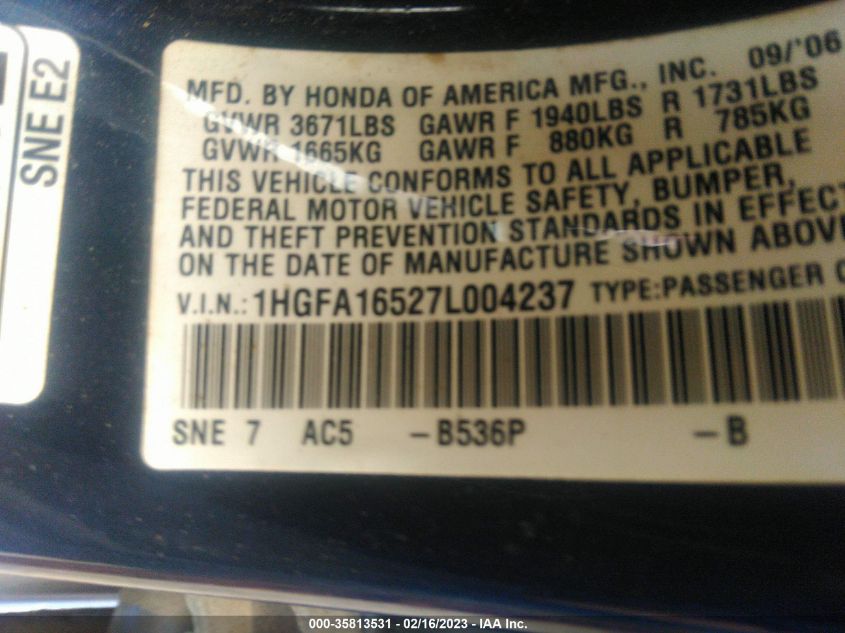 SNE E2
09/'06
MFD. BY HONDA OF AMERICA MFG., INC.
GVWR 3671LBS GAWR F 1940LBS R 1731LBS
GVWR 1665KG GAWR F 880KG R 785KG
THIS VEHICLE CONFORMS TO ALL APPLICABLE
FEDERAL MOTOR VEHICLE SAFETY, BUMPER,
AND THEFT PREVENTION STANDARDS IN EFFECT
ON THE DATE OF MANUFACTURE SHOWN ABOVE
V.I.N.: 1HGFA16527L004237 TYPE:PASSENGER C
SNE 7 AC5 -B536P -B
000-35813531 - 02/16/2023 - IAA Inc.